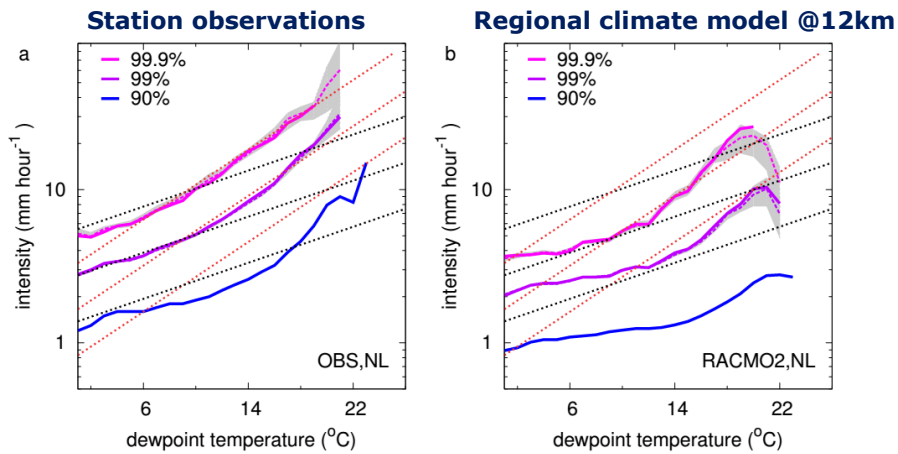 Station observations
Regional climate model @12km
a
99.9%
99%
90%
intensity (mm hour⁻¹)
10
1
OBS,NL
6
14
22
dewpoint temperature (°C)
b
99.9%
99%
90%
intensity (mm hour⁻¹)
10
1
RACMO2,NL
6
14
22
dewpoint temperature (°C)